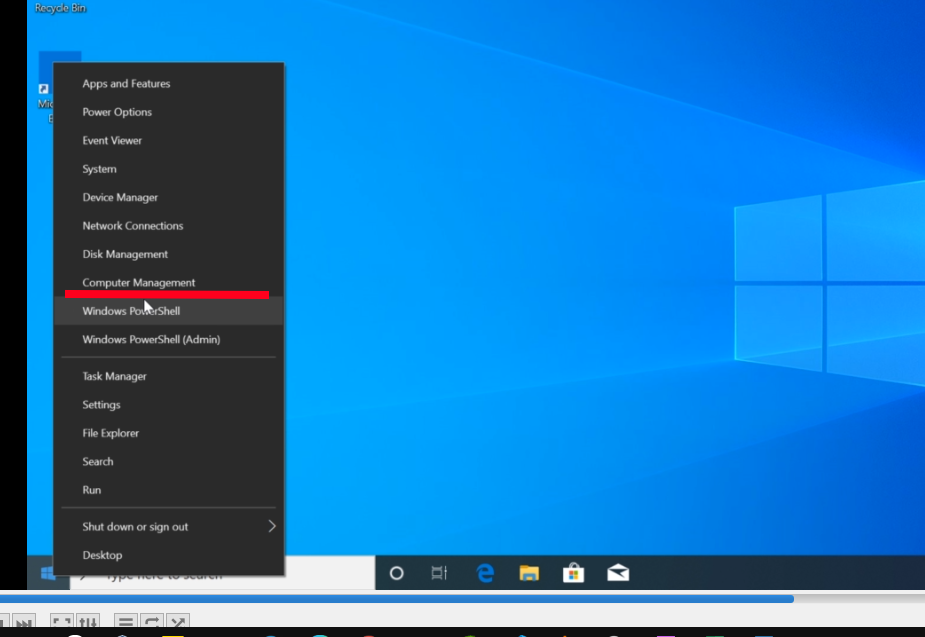 Recycle Bin
Apps and Features
Power Options
Event Viewer
System
Device Manager
Network Connections
Disk Management
Computer Management
Windows PowerShell
Windows PowerShell (Admin)
Task Manager
Settings
File Explorer
Search
Run
Shut down or sign out
Desktop
Type here to search